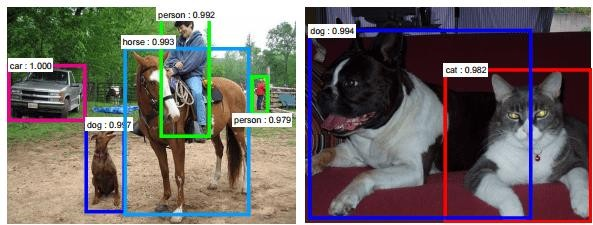 person : 0.992
horse : 0.993
car : 1.000
dog : 0.997
person : 0.979
dog : 0.994
cat : 0.982